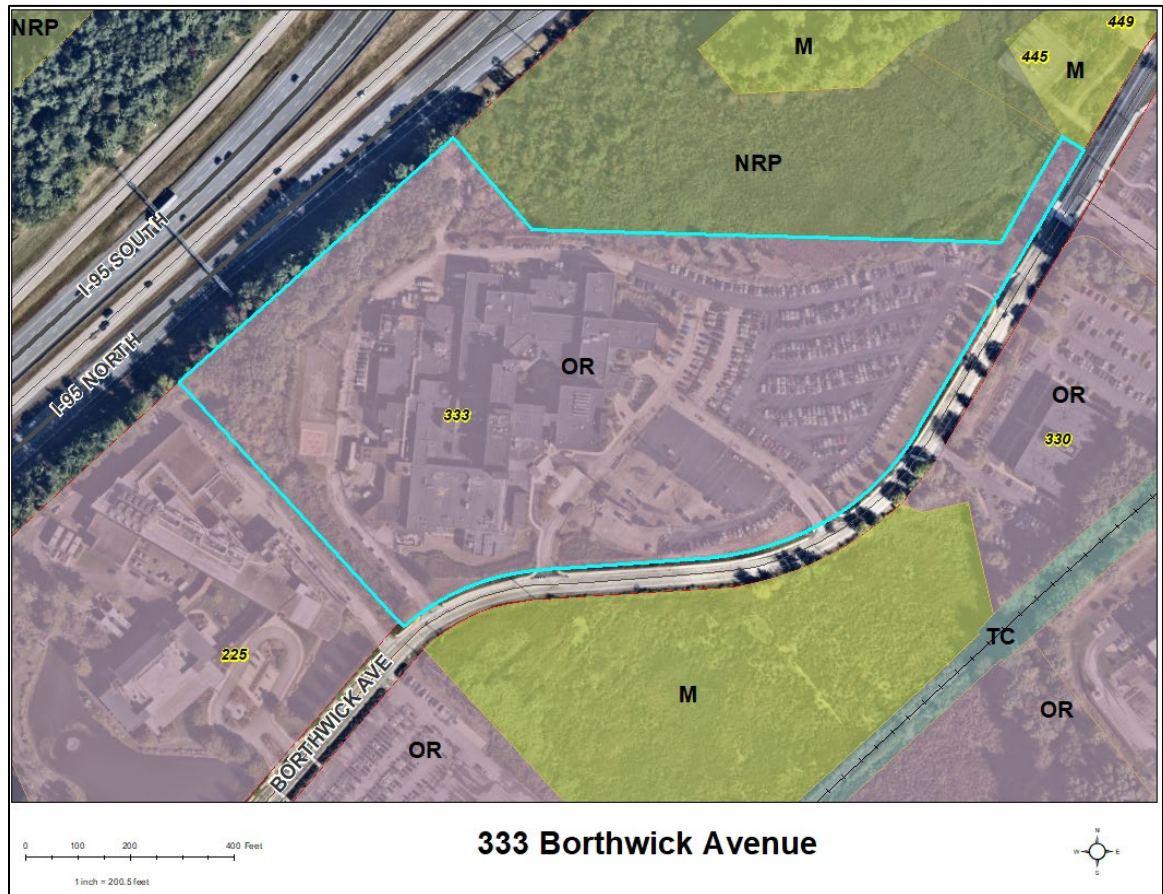 NRP
M
449
445
M
NRP
I-95 SOUTH
I-95 NORTH
OR
OR
333
330
225
TC
M
OR
BORTHWICK AVE
OR
333 Borthwick Avenue
0 100 200 400 Feet
1 inch = 200.5 feet
N
W E
S